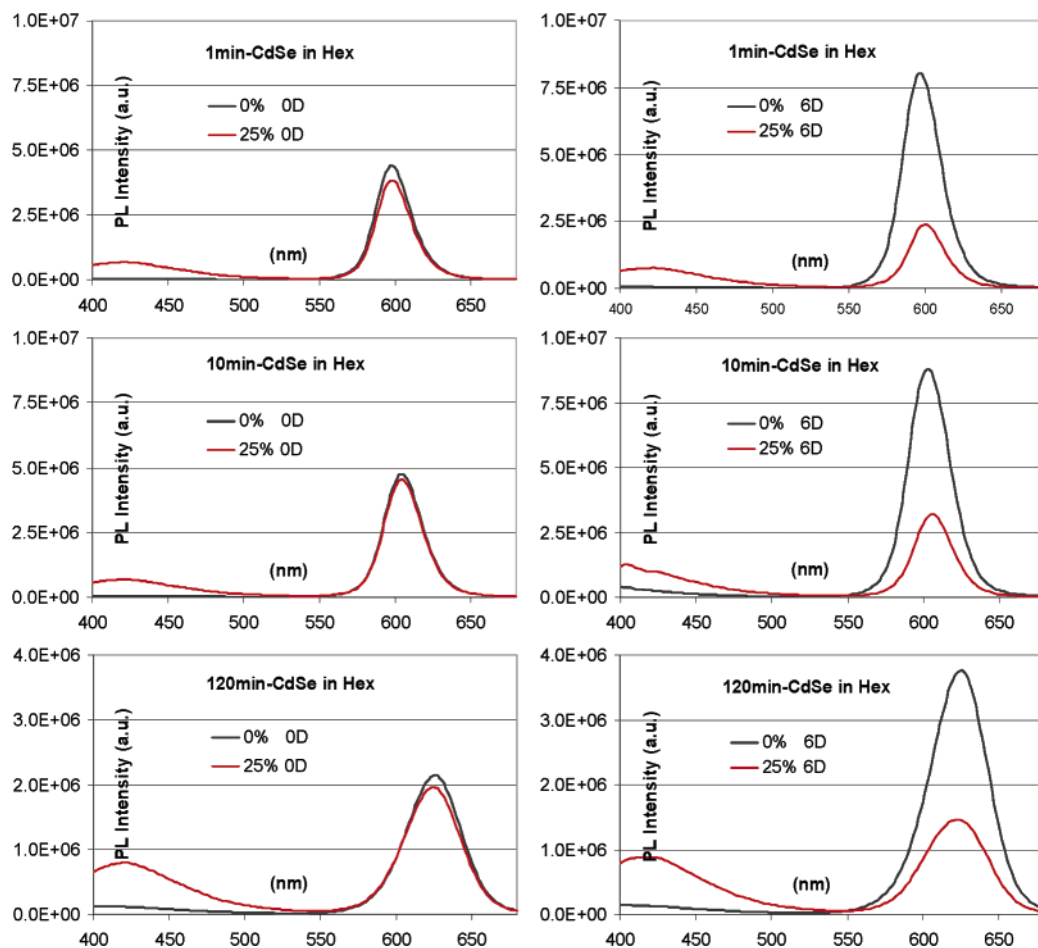 1.0E+07
1min-CdSe in Hex
7.5E+06
PL Intensity (a.u.)
0% 0D
25% 0D
5.0E+06
2.5E+06
(nm)
0.0E+00
400 450 500 550 600 650
1.0E+07
1min-CdSe in Hex
7.5E+06
PL Intensity (a.u.)
0% 6D
25% 6D
5.0E+06
2.5E+06
(nm)
0.0E+00
400 450 500 550 600 650
1.0E+07
10min-CdSe in Hex
7.5E+06
PL Intensity (a.u.)
0% 0D
25% 0D
5.0E+06
2.5E+06
(nm)
0.0E+00
400 450 500 550 600 650
1.0E+07
10min-CdSe in Hex
7.5E+06
PL Intensity (a.u.)
0% 6D
25% 6D
5.0E+06
2.5E+06
(nm)
0.0E+00
400 450 500 550 600 650
4.0E+06
120min-CdSe in Hex
3.0E+06
PL Intensity (a.u.)
0% 0D
25% 0D
2.0E+06
1.0E+06
(nm)
0.0E+00
400 450 500 550 600 650
4.0E+06
120min-CdSe in Hex
3.0E+06
PL Intensity (a.u.)
0% 6D
25% 6D
2.0E+06
1.0E+06
(nm)
0.0E+00
400 450 500 550 600 650